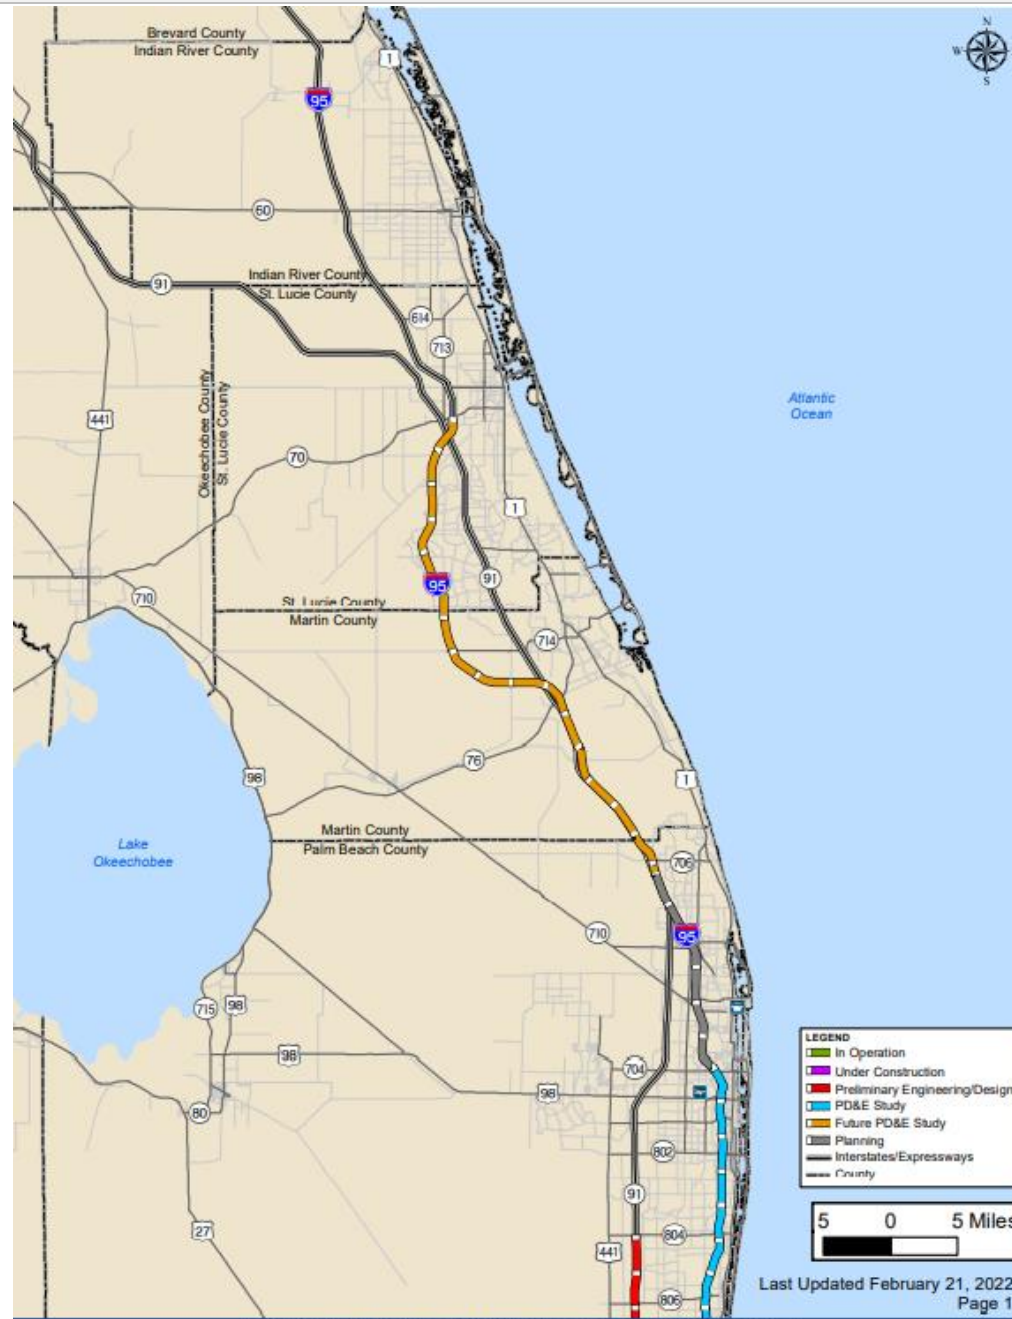 N
W
S
Brevard County
Indian River County
1
95
60
Indian River County
St. Lucie County
91
614
713
Okeechobee County
St. Lucie County
441
70
Atlantic
Ocean
1
95
91
St. Lucie County
Martin County
710
714
76
98
1
Lake
Okeechobee
Martin County
Palm Beach County
706
710
95
715
98
98
704
98
80
802
91
27
441
804
806
LEGEND
In Operation
Under Construction
Preliminary Engineering/Design
PD&E Study
Future PD&E Study
Planning
Interstates/Expressways
County
5 0 5 Miles
Last Updated February 21, 2022
Page 1